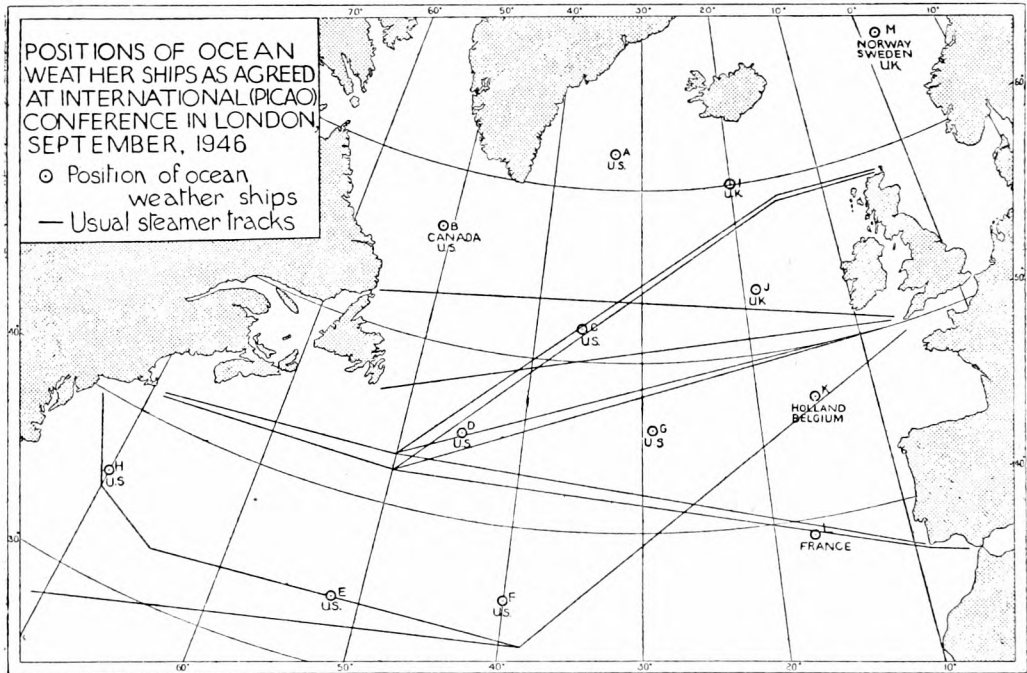 70° 60° 50° 40° 30° 20° 10° 0° 10°
POSITIONS OF OCEAN
WEATHER SHIPS AS AGREED
AT INTERNATIONAL (PICAO)
CONFERENCE IN LONDON
SEPTEMBER, 1946
Position of ocean
weather ships
Usual steamer tracks
M
NORWAY
SWEDEN
UK
60°
A
U.S.
I
UK
B
CANADA
U.S.
50°
J
UK
C
U.S.
40°
K
HOLLAND
BELGIUM
D
U.S.
G
U.S
40°
H
U.S
L
FRANCE
30°
E
U.S.
F
U.S.
60° 50° 40° 30° 20° 10°